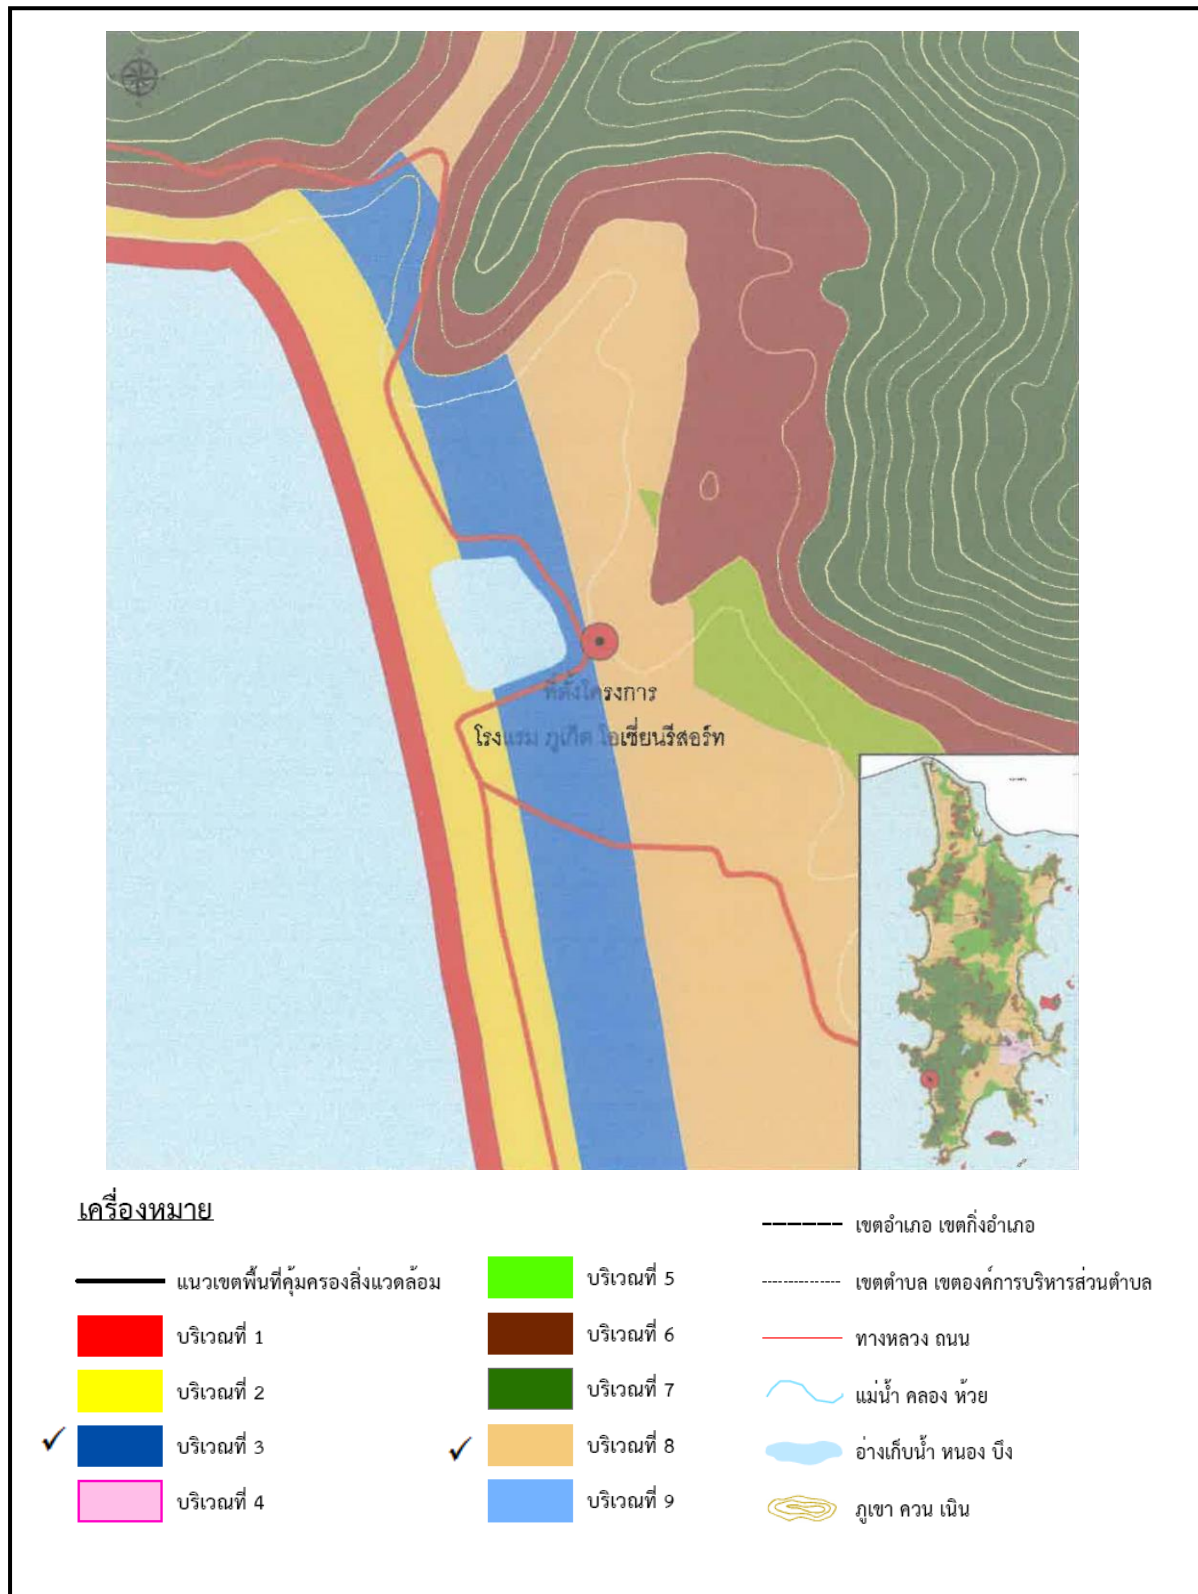 ที่ตั้งโครงการ
โรงแรม ภูเก็ต โอเชี่ยนรีสอร์ท
เครื่องหมาย
แนวเขตพื้นที่คุ้มครองสิ่งแวดล้อม
บริเวณที่ 1
บริเวณที่ 2
บริเวณที่ 3
บริเวณที่ 4
บริเวณที่ 5
บริเวณที่ 6
บริเวณที่ 7
บริเวณที่ 8
บริเวณที่ 9
เขตอำเภอ เขตกิ่งอำเภอ
เขตตำบล เขตองค์การบริหารส่วนตำบล
ทางหลวง ถนน
แม่น้ำ คลอง ห้วย
อ่างเก็บน้ำ หนอง บึง
ภูเขา ควน เนิน